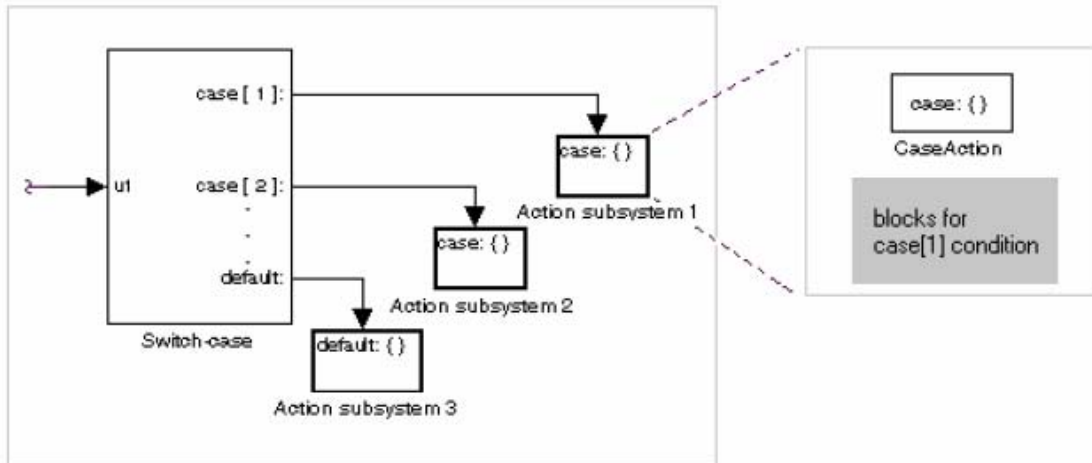 case [ 1 ]:
u1
case [ 2 ]:
default:
Switch-case
case: { }
Action subsystem 1
case: { }
Action subsystem 2
default: { }
Action subsystem 3
case: { }
CaseAction
blocks for
case[1] condition